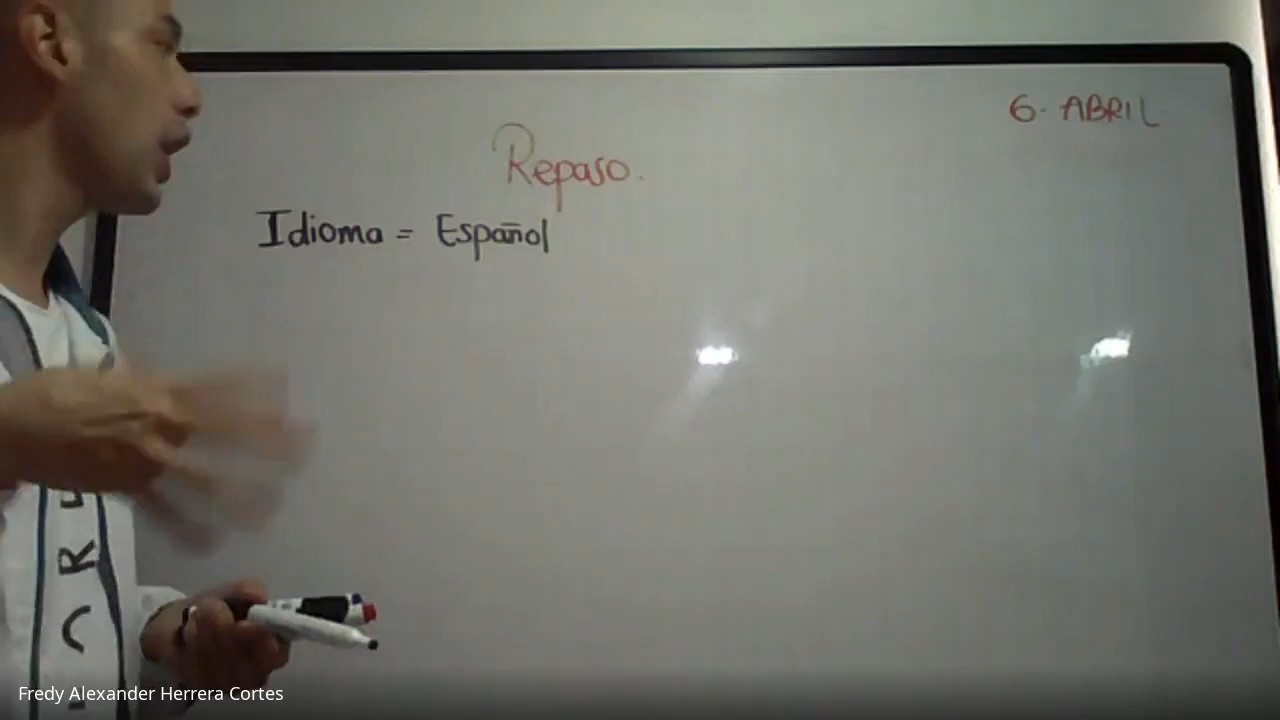 6. ABRIL
Repaso.
Idioma = Español
Fredy Alexander Herrera Cortes